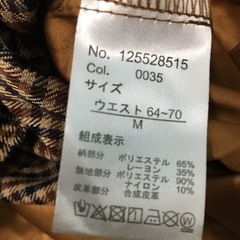 No. 125528515
Col. 0035
サイズ
ウエスト 64~70
M
組成表示
柄部分 ポリエステル 65%
レーヨン 35%
無地部分 ポリエステル 90%
ナイロン 10%
皮革部分 合成皮革